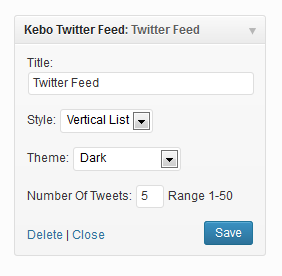 Kebo Twitter Feed: Twitter Feed
Title:
Twitter Feed
Style: Vertical List
Theme: Dark
Number Of Tweets: 5 Range 1-50
Delete | Close Save